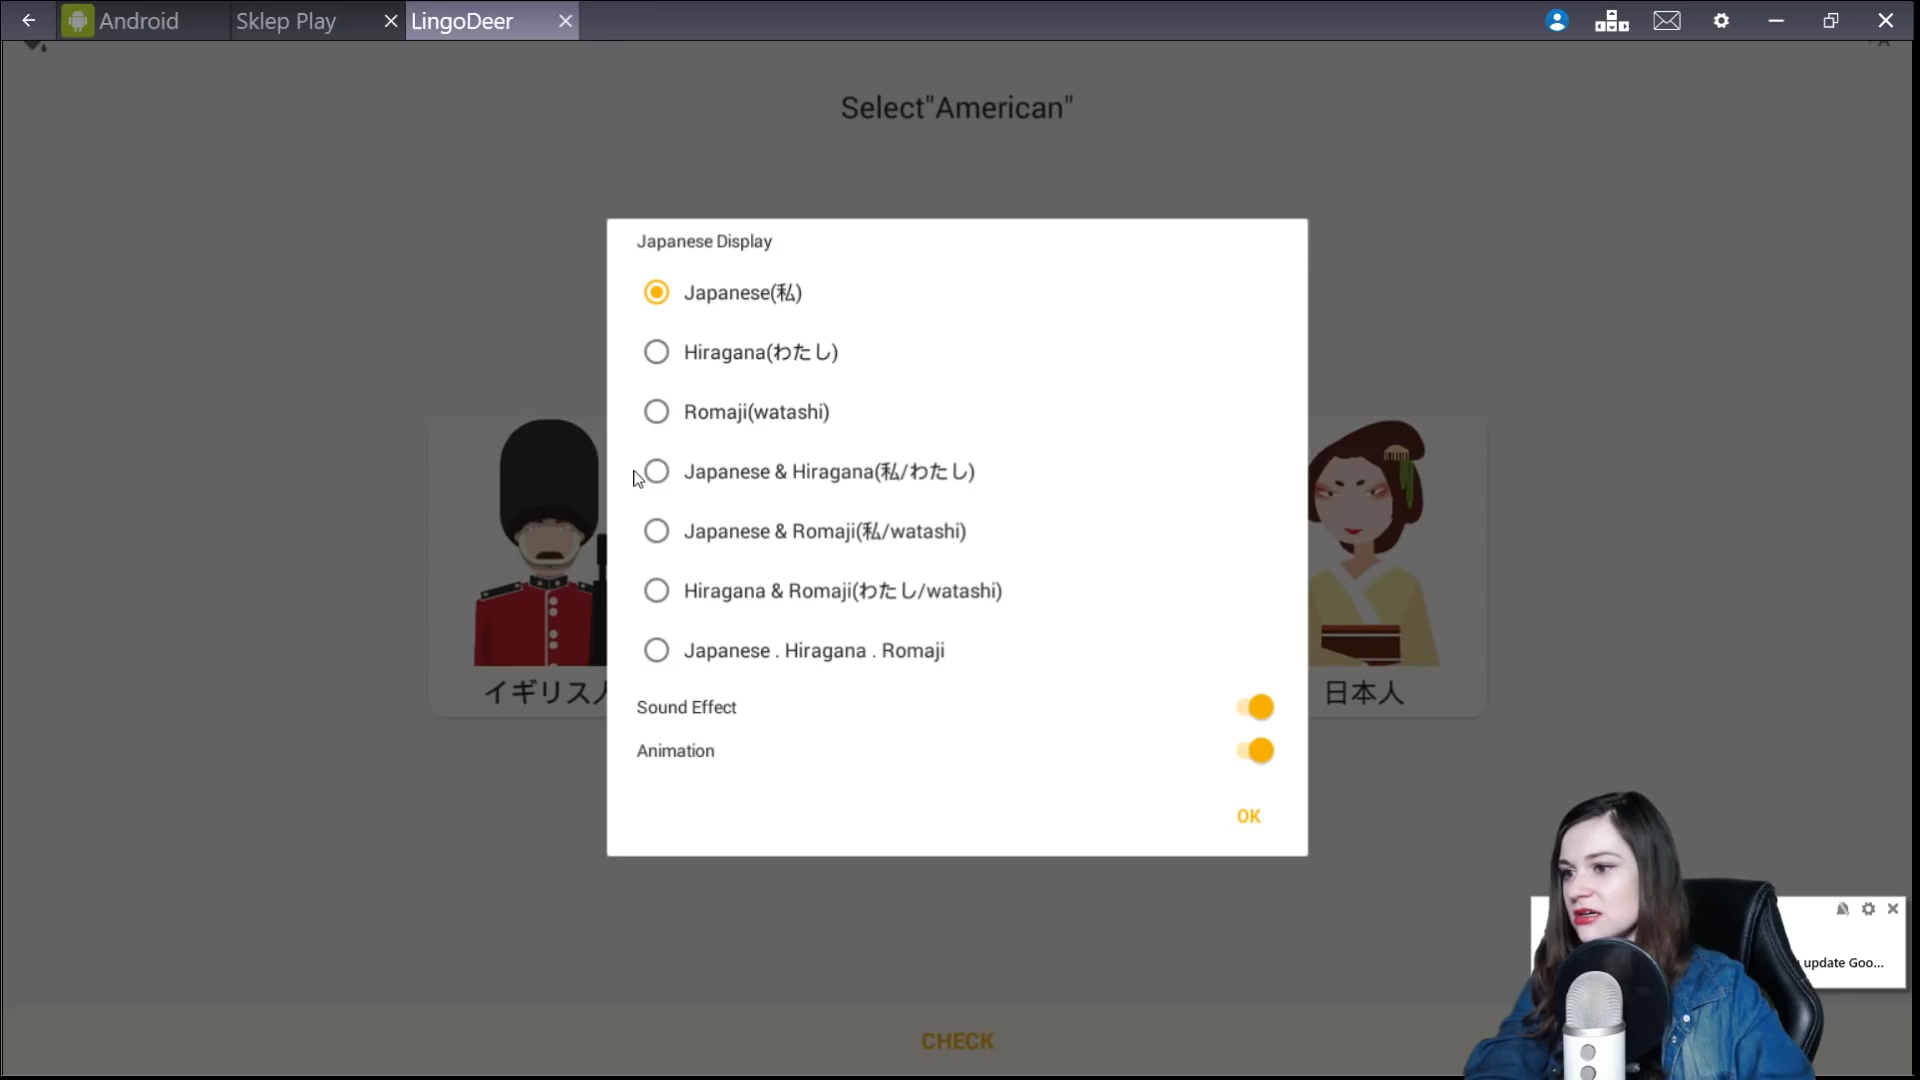 Android
Sklep Play
LingoDeer
Select"American"
Japanese Display
Japanese(私)
Hiragana(わたし)
Romaji(watashi)
Japanese & Hiragana(私/わたし)
Japanese & Romaji(私/watashi)
Hiragana & Romaji(わたし/watashi)
Japanese . Hiragana . Romaji
イギリス
日本人
Sound Effect
Animation
OK
update Goo...
CHECK